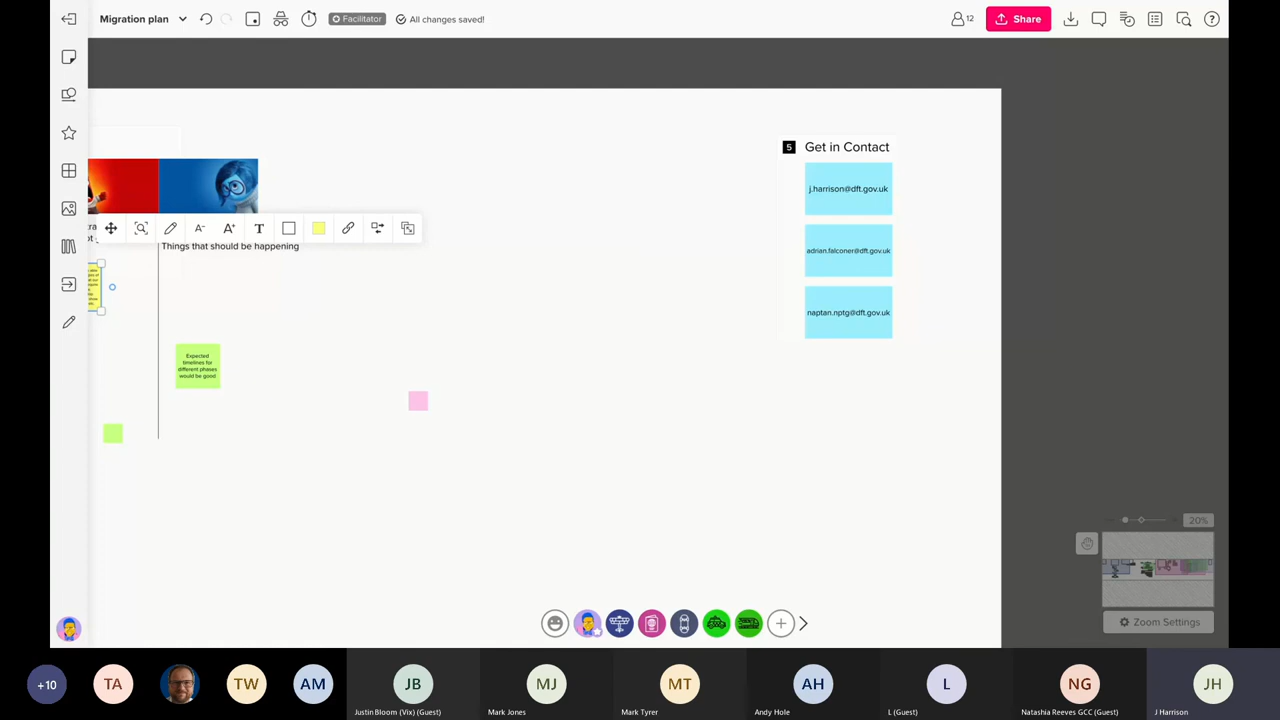 Migration plan
Facilitator
All changes saved!
12
Share
5 Get in Contact
j.harrison@dft.gov.uk
adrian.falconer@dft.gov.uk
naptan.nptg@dft.gov.uk
A-
A+
T
Things that should be happening
Expected
timelines for
different phases
would be good
20%
Zoom Settings
+10
TA
TW
AM
JB
Justin Bloom (Vix) (Guest)
MJ
Mark Jones
MT
Mark Tyrer
AH
Andy Hole
L
L (Guest)
NG
Natashia Reeves GCC (Guest)
JH
J Harrison